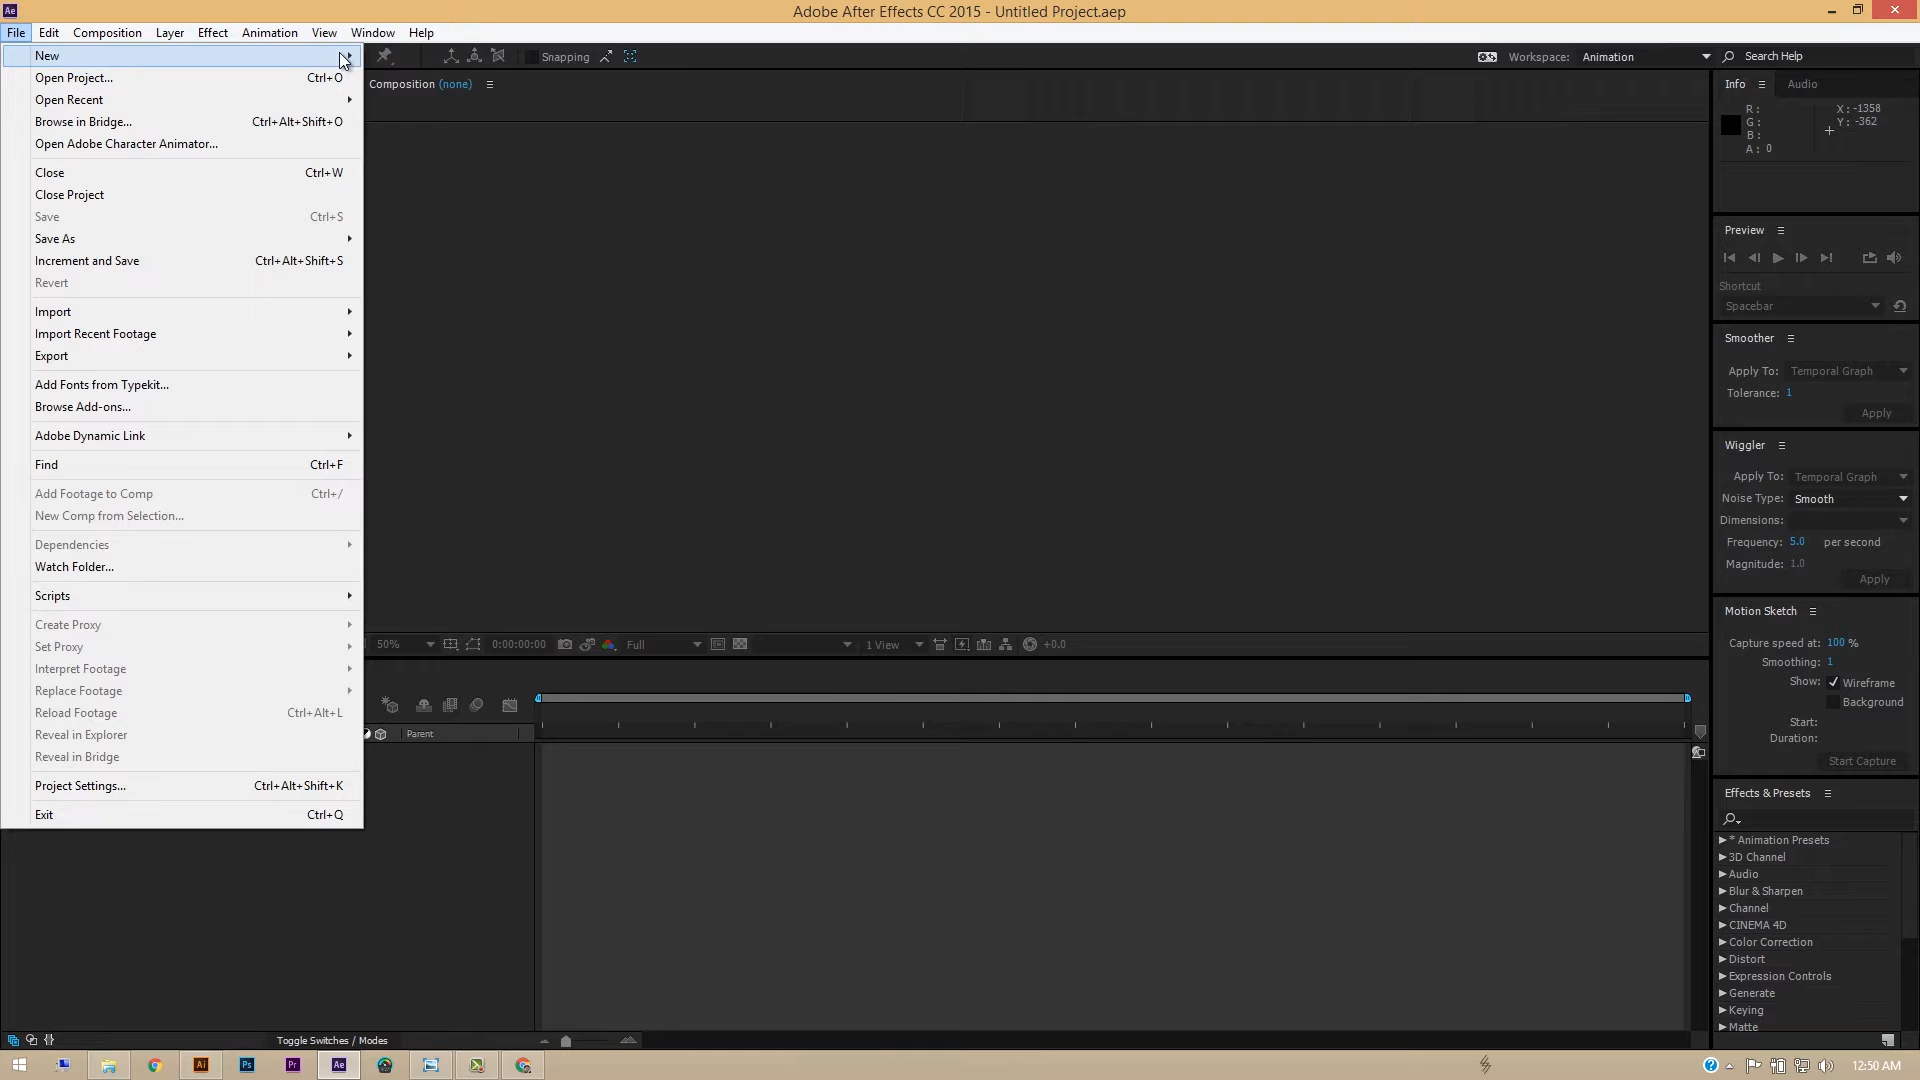 Ae
Adobe After Effects CC 2015 - Untitled Project.aep
File Edit Composition Layer Effect Animation View Window Help
New
Open Project... Ctrl+O
Open Recent
Browse in Bridge... Ctrl+Alt+Shift+O
Open Adobe Character Animator...
Close Ctrl+W
Close Project
Save Ctrl+S
Save As
Increment and Save Ctrl+Alt+Shift+S
Revert
Import
Import Recent Footage
Export
Add Fonts from Typekit...
Browse Add-ons...
Adobe Dynamic Link
Find Ctrl+F
Add Footage to Comp Ctrl+/
New Comp from Selection...
Dependencies
Watch Folder...
Scripts
Create Proxy
Set Proxy
Interpret Footage
Replace Footage
Reload Footage Ctrl+Alt+L
Reveal in Explorer
Reveal in Bridge
Project Settings... Ctrl+Alt+Shift+K
Exit Ctrl+Q
Snapping
Workspace: Animation
Search Help
Composition (none)
50% 0:00:00:00 Full 1 View +0.0
Parent
Toggle Switches / Modes
Info Audio
R :
G :
B :
A : 0
X : -1358
Y : -362
Preview
Shortcut
Spacebar
Smoother
Apply To: Temporal Graph
Tolerance: 1
Apply
Wiggler
Apply To: Temporal Graph
Noise Type: Smooth
Dimensions:
Frequency: 5.0 per second
Magnitude: 1.0
Apply
Motion Sketch
Capture speed at: 100 %
Smoothing: 1
Show: Wireframe
Background
Start:
Duration:
Start Capture
Effects & Presets
* Animation Presets
3D Channel
Audio
Blur & Sharpen
Channel
CINEMA 4D
Color Correction
Distort
Expression Controls
Generate
Keying
Matte
Ai Ps Pr Ae
12:50 AM